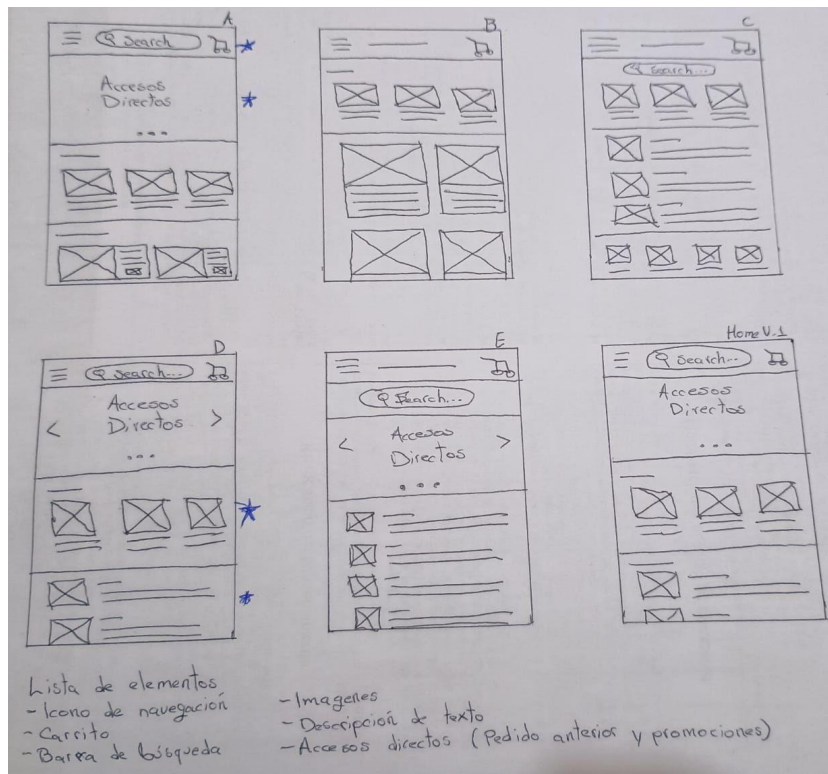 A
Search
Accesos
Directos
...
B
C
Search...
D
Search...
Accesos
Directos
< >
...
E
Search...
Accesos
Directos
< >
...
Home V.1
Search...
Accesos
Directos
...
Lista de elementos
- Icono de navegación
- Carrito
- Barra de búsqueda
- Imagenes
- Descripción de texto
- Accesos directos (Pedido anterior y promociones)